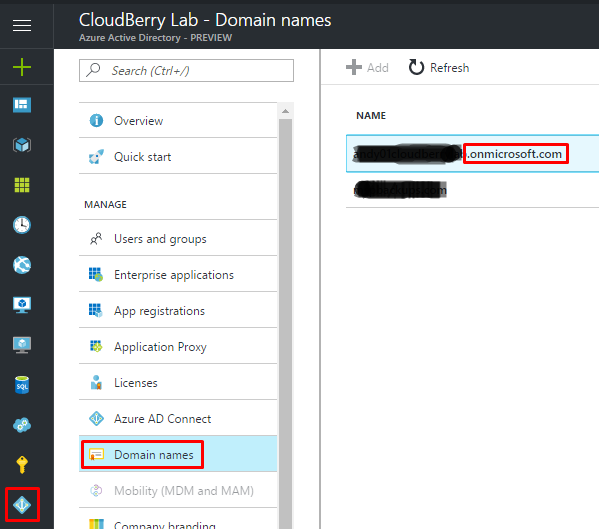 CloudBerry Lab - Domain names
Azure Active Directory - PREVIEW
Search (Ctrl+/)
Overview
Quick start
MANAGE
Users and groups
Enterprise applications
App registrations
Application Proxy
Licenses
Azure AD Connect
Domain names
Mobility (MDM and MAM)
Company branding
Add
Refresh
NAME
.onmicrosoft.com
SQL